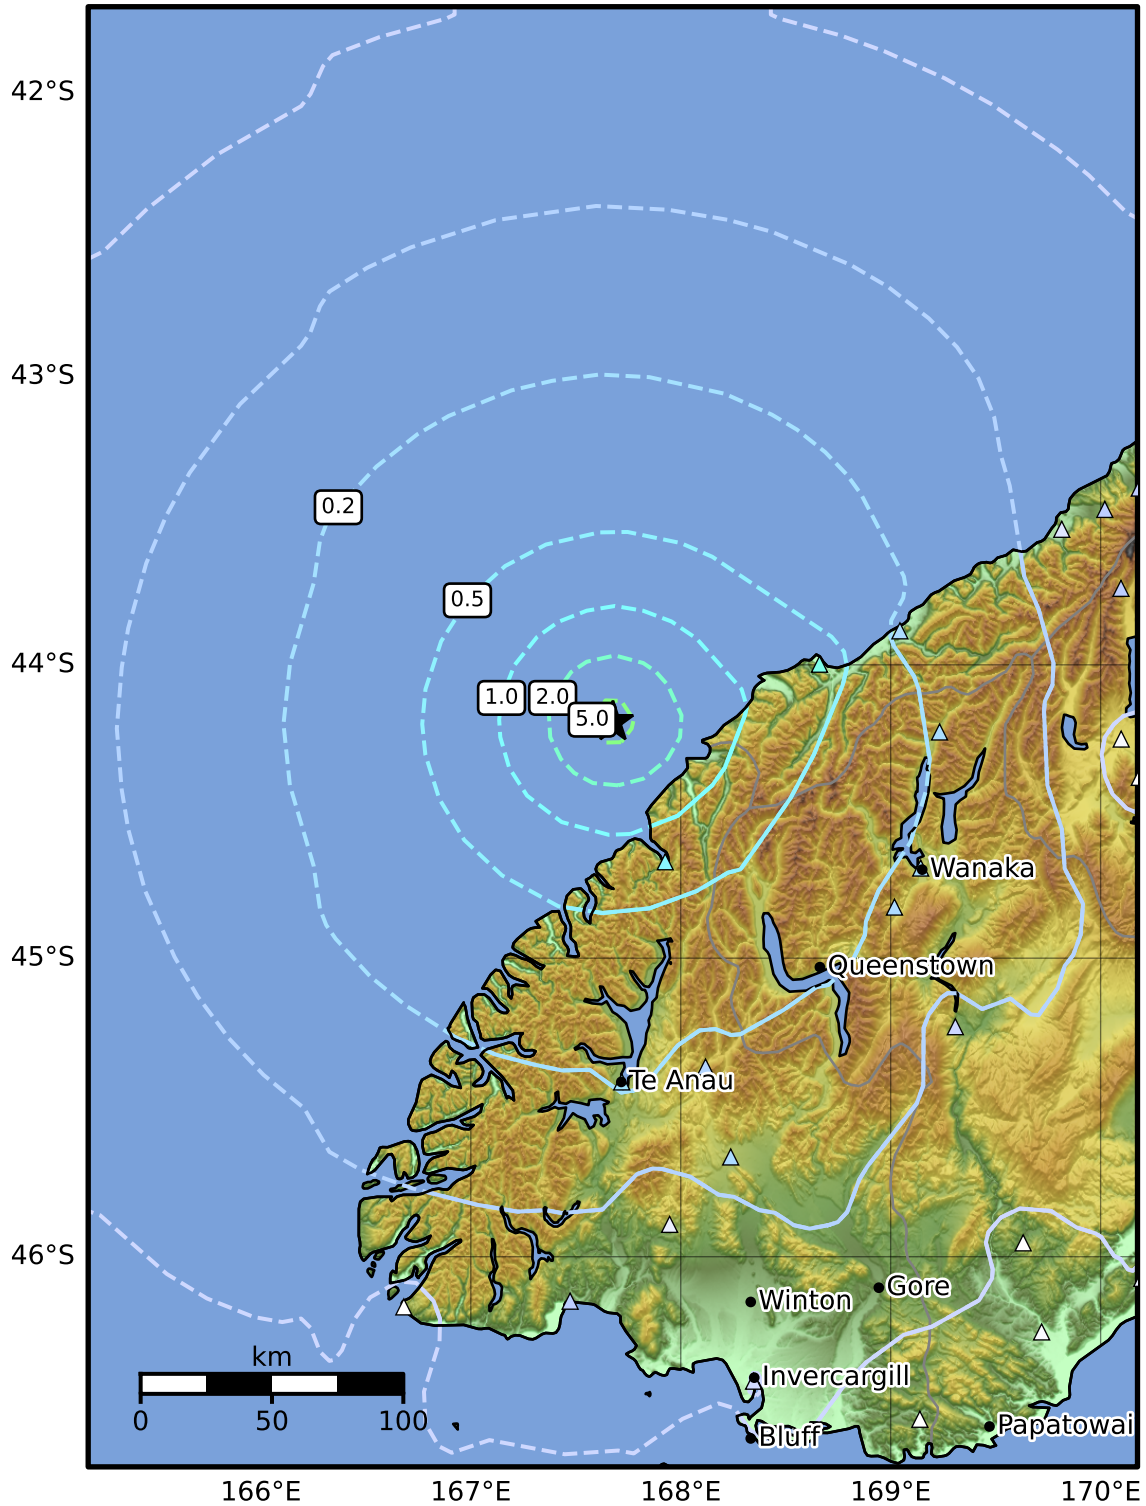 42°S
43°S
0.2
0.5
44°S
1.0
2.0
5.0
Wanaka
45°S
Queenstown
Te Anau
46°S
Gore
Winton
km
Invercargill
0
50
100
Papatowai
Bluff
166°E
167°E
168°E
169°E
170°E